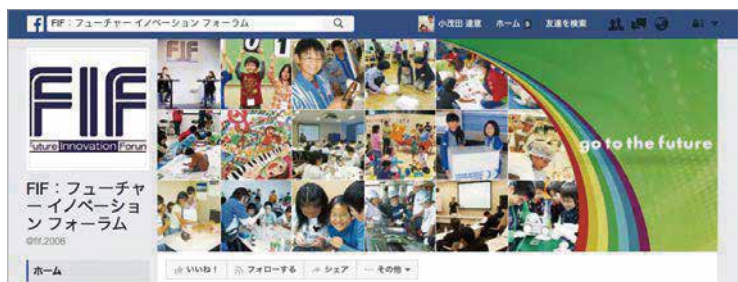 FIF：フューチャー イノベーション フォーラム
小茂田 達意 ホーム 5 友達を検索
FIF
Future Innovation Forum
go to the future
FIF：フューチャ
ー イノベーショ
ン フォーラム
@fif.2006
ホーム
いいね！ フォローする シェア … その他